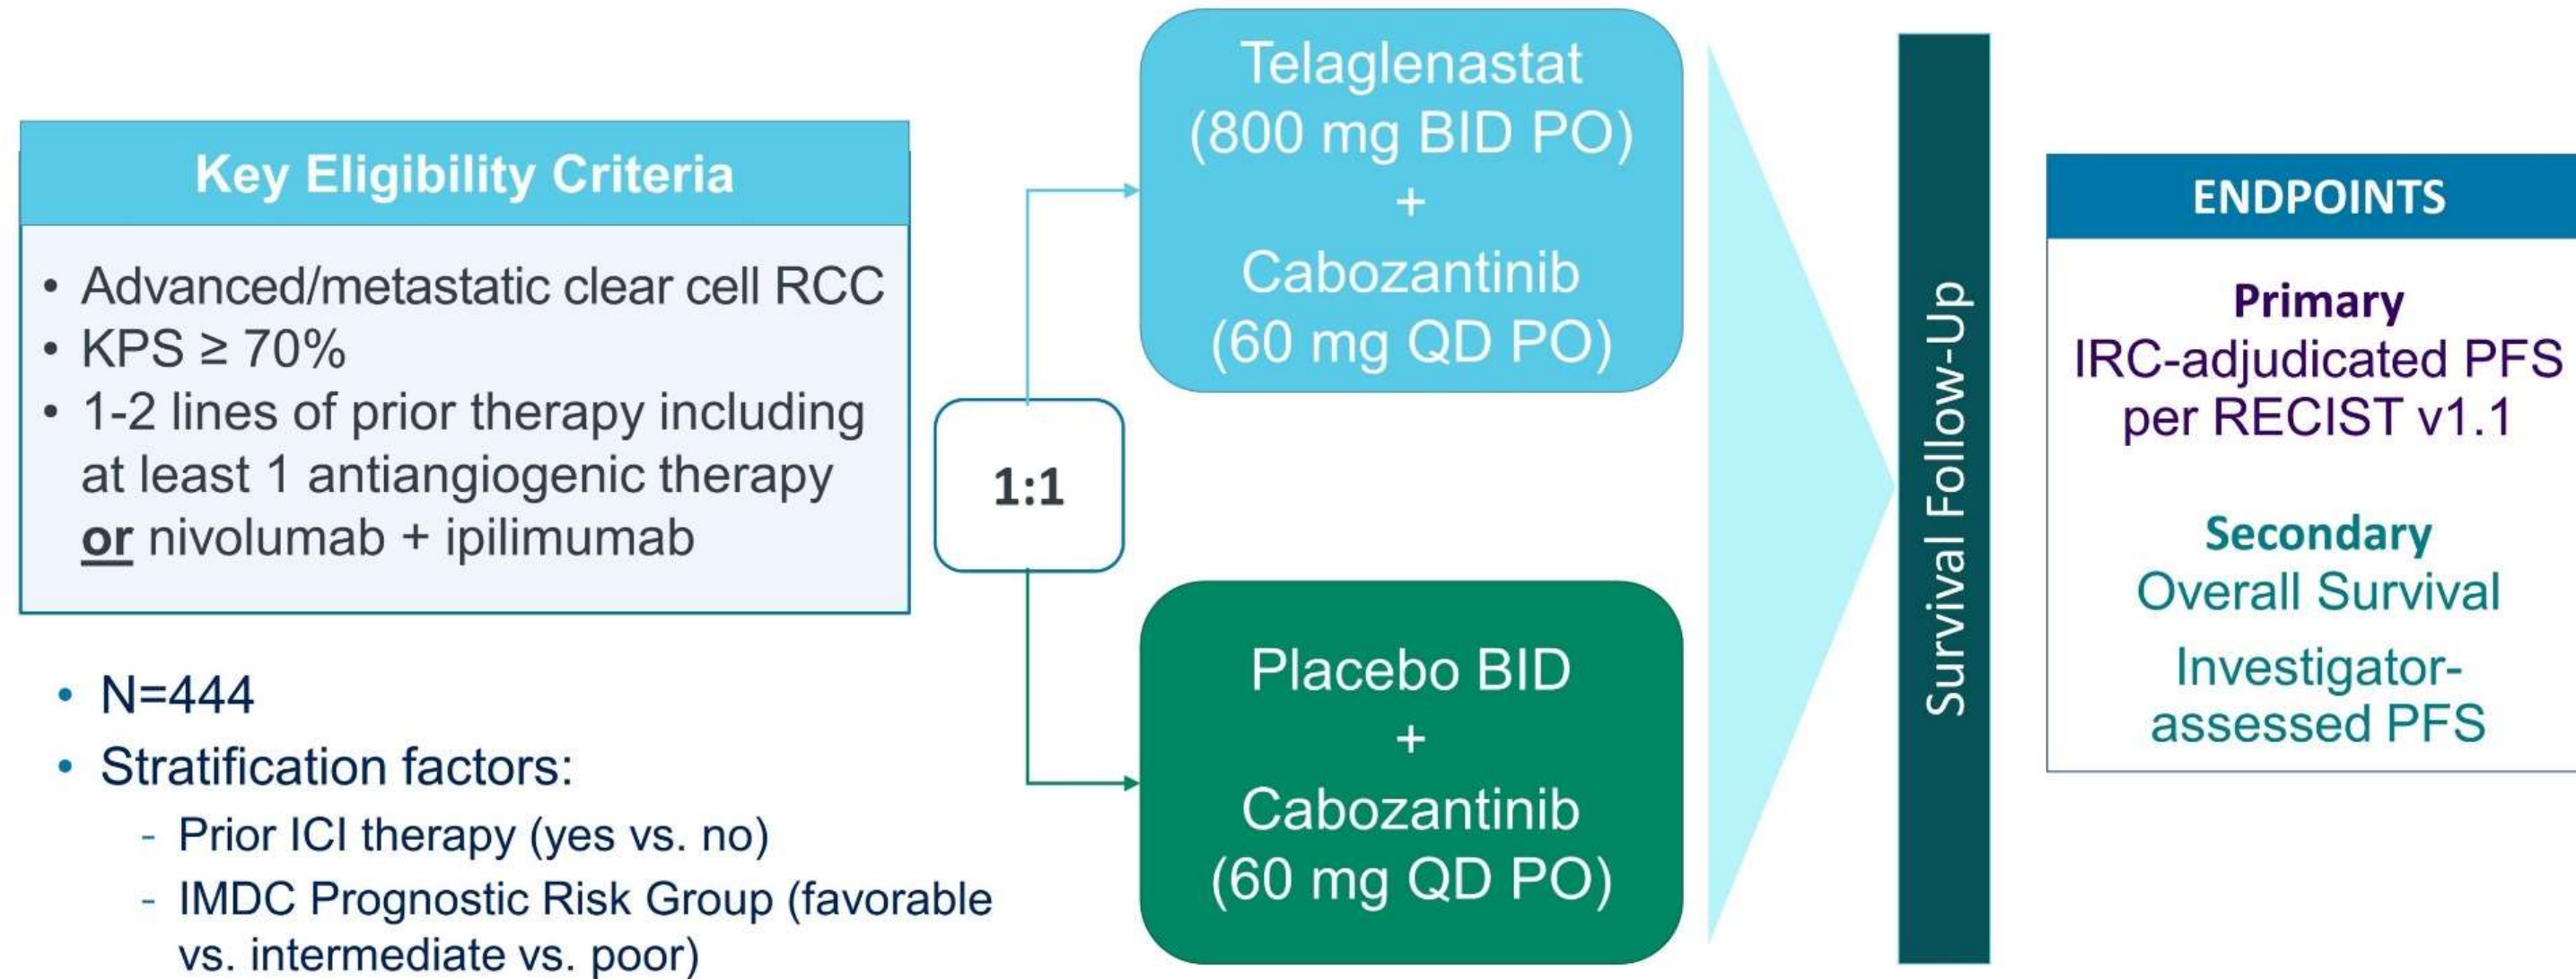 Key Eligibility Criteria
• Advanced/metastatic clear cell RCC
• KPS ≥ 70%
• 1-2 lines of prior therapy including
at least 1 antiangiogenic therapy
or nivolumab + ipilimumab
• N=444
• Stratification factors:
- Prior ICI therapy (yes vs. no)
- IMDC Prognostic Risk Group (favorable
vs. intermediate vs. poor)
1:1
Telaglenastat
(800 mg BID PO)
+
Cabozantinib
(60 mg QD PO)
Placebo BID
+
Cabozantinib
(60 mg QD PO)
Survival Follow-Up
ENDPOINTS
Primary
IRC-adjudicated PFS
per RECIST v1.1
Secondary
Overall Survival
Investigator-
assessed PFS